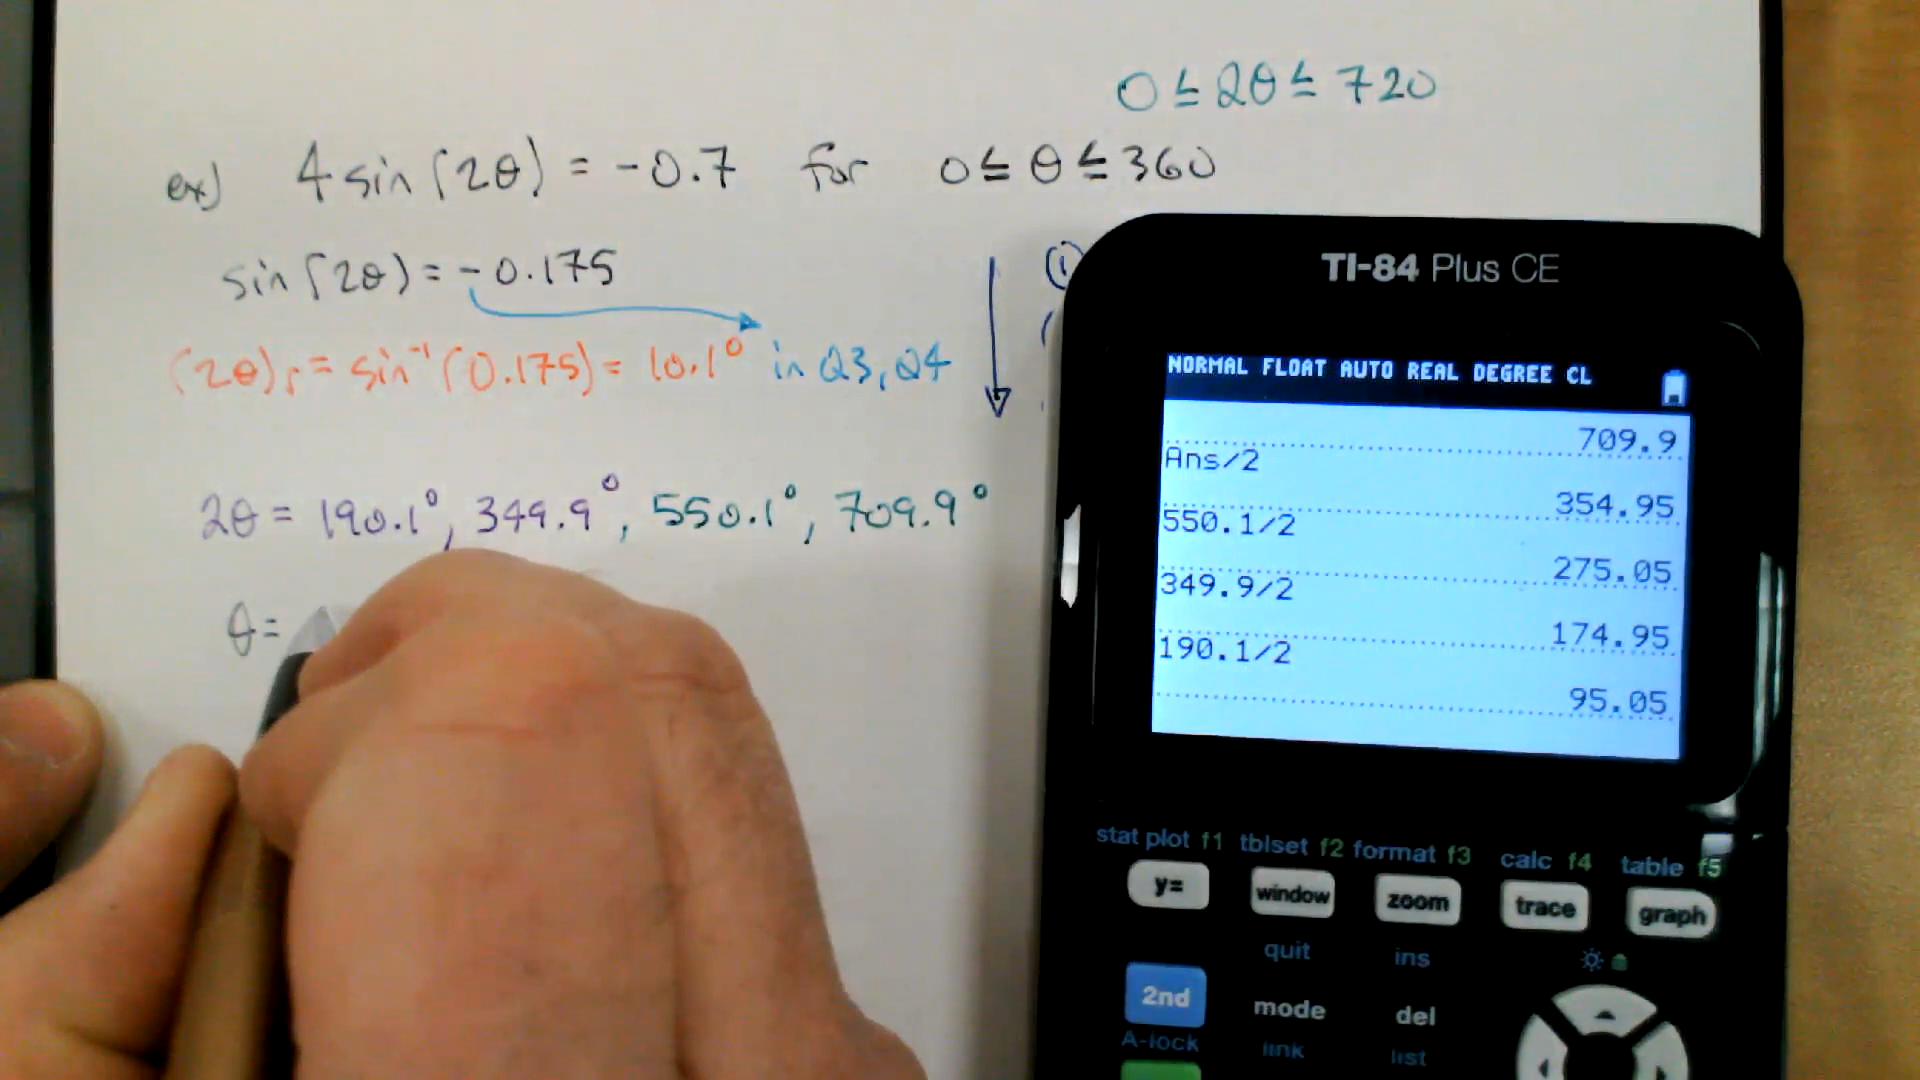 0 ≤ 2θ ≤ 720
ex) 4 sin (2θ) = -0.7 for 0 ≤ θ ≤ 360
sin (2θ) = -0.175
(2θ)r = sin⁻¹ (0.175) = 10.1° in Q3, Q4
2θ = 190.1°, 349.9°, 550.1°, 709.9°
θ =
TI-84 Plus CE
NORMAL FLOAT AUTO REAL DEGREE CL
709.9
Ans/2
354.95
550.1/2
275.05
349.9/2
174.95
190.1/2
95.05
stat plot f1 tblset f2 format f3 calc f4 table f5
y= window zoom trace graph
quit ins
2nd mode del
A-lock link list